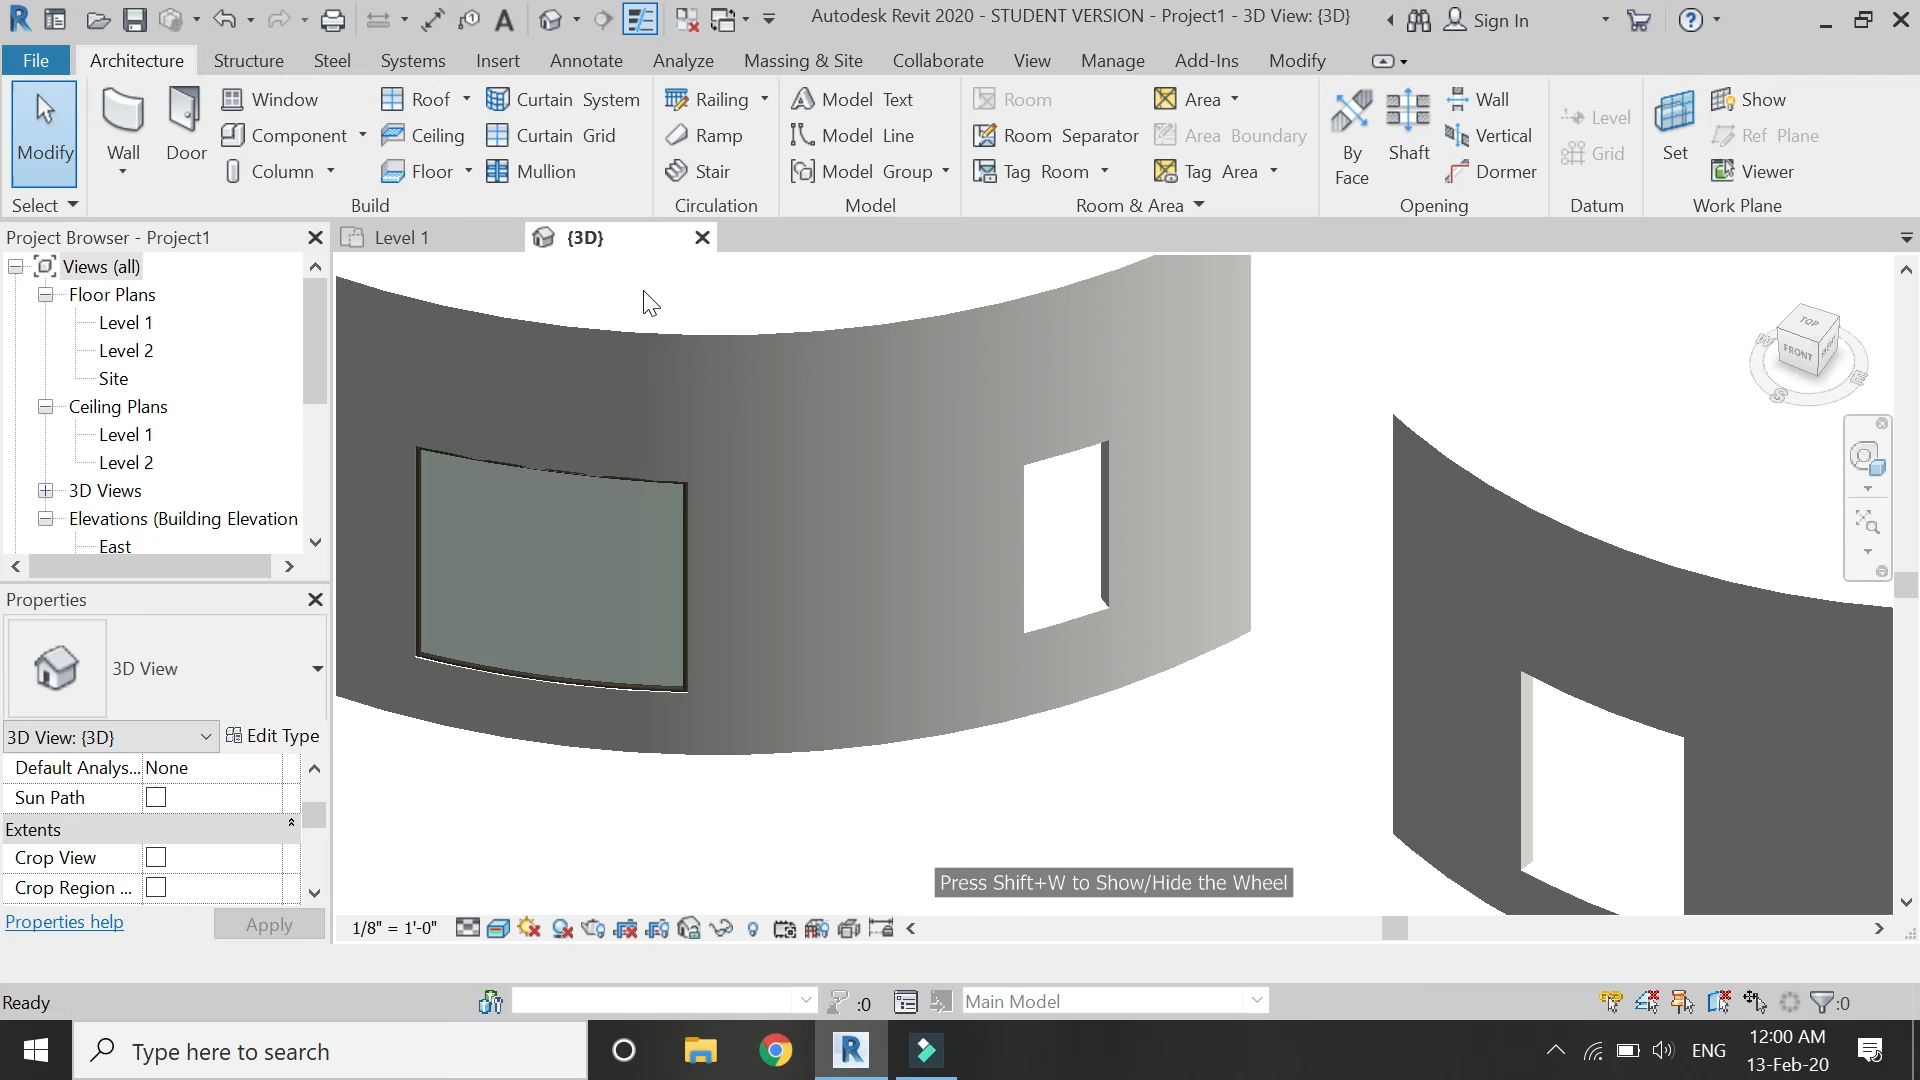 Autodesk Revit 2020 - STUDENT VERSION - Project1 - 3D View: {3D}
Sign In
File
Architecture
Structure
Steel
Systems
Insert
Annotate
Analyze
Massing & Site
Collaborate
View
Manage
Add-Ins
Modify
Modify
Wall
Door
Window
Component
Column
Roof
Ceiling
Floor
Curtain System
Curtain Grid
Mullion
Railing
Ramp
Stair
Model Text
Model Line
Model Group
Room
Room Separator
Tag Room
Area
Area Boundary
Tag Area
By
Face
Shaft
Wall
Vertical
Dormer
Level
Grid
Set
Show
Ref Plane
Viewer
Select
Build
Circulation
Model
Room & Area
Opening
Datum
Work Plane
Project Browser - Project1
Level 1
{3D}
Views (all)
Floor Plans
Level 1
Level 2
Site
Ceiling Plans
Level 1
Level 2
3D Views
Elevations (Building Elevation
East
Properties
3D View
3D View: {3D}
Edit Type
Default Analys... None
Sun Path
Extents
Crop View
Crop Region ...
Properties help
Apply
TOP
FRONT
W
S
E
Press Shift+W to Show/Hide the Wheel
1/8" = 1'-0"
Ready
:0
Main Model
:0
Type here to search
ENG
12:00 AM
13-Feb-20